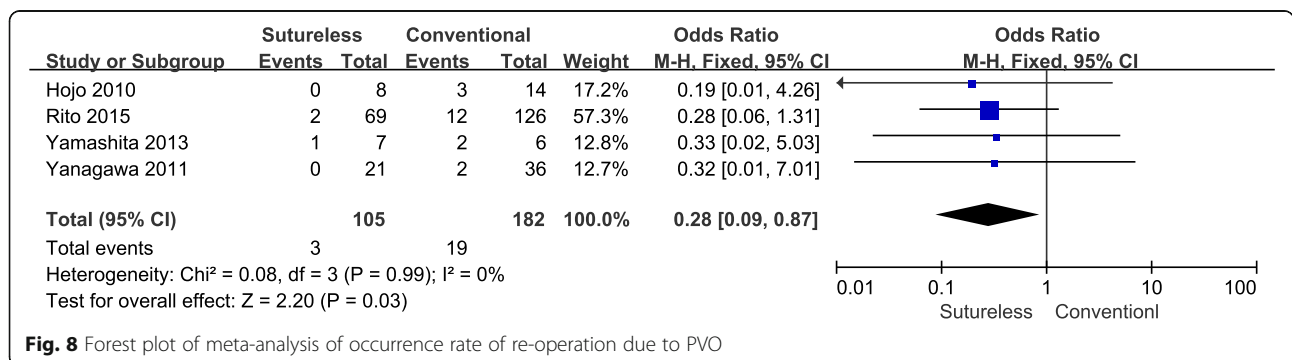 Sutureless Conventional Odds Ratio Odds Ratio
Study or Subgroup Events Total Events Total Weight M-H, Fixed, 95% CI M-H, Fixed, 95% CI
Hojo 2010 0 8 3 14 17.2% 0.19 [0.01, 4.26]
Rito 2015 2 69 12 126 57.3% 0.28 [0.06, 1.31]
Yamashita 2013 1 7 2 6 12.8% 0.33 [0.02, 5.03]
Yanagawa 2011 0 21 2 36 12.7% 0.32 [0.01, 7.01]
Total (95% CI) 105 182 100.0% 0.28 [0.09, 0.87]
Total events 3 19
Heterogeneity: Chi² = 0.08, df = 3 (P = 0.99); I² = 0%
Test for overall effect: Z = 2.20 (P = 0.03)
0.01 0.1 1 10 100
Sutureless Conventionl
Fig. 8 Forest plot of meta-analysis of occurrence rate of re-operation due to PVO